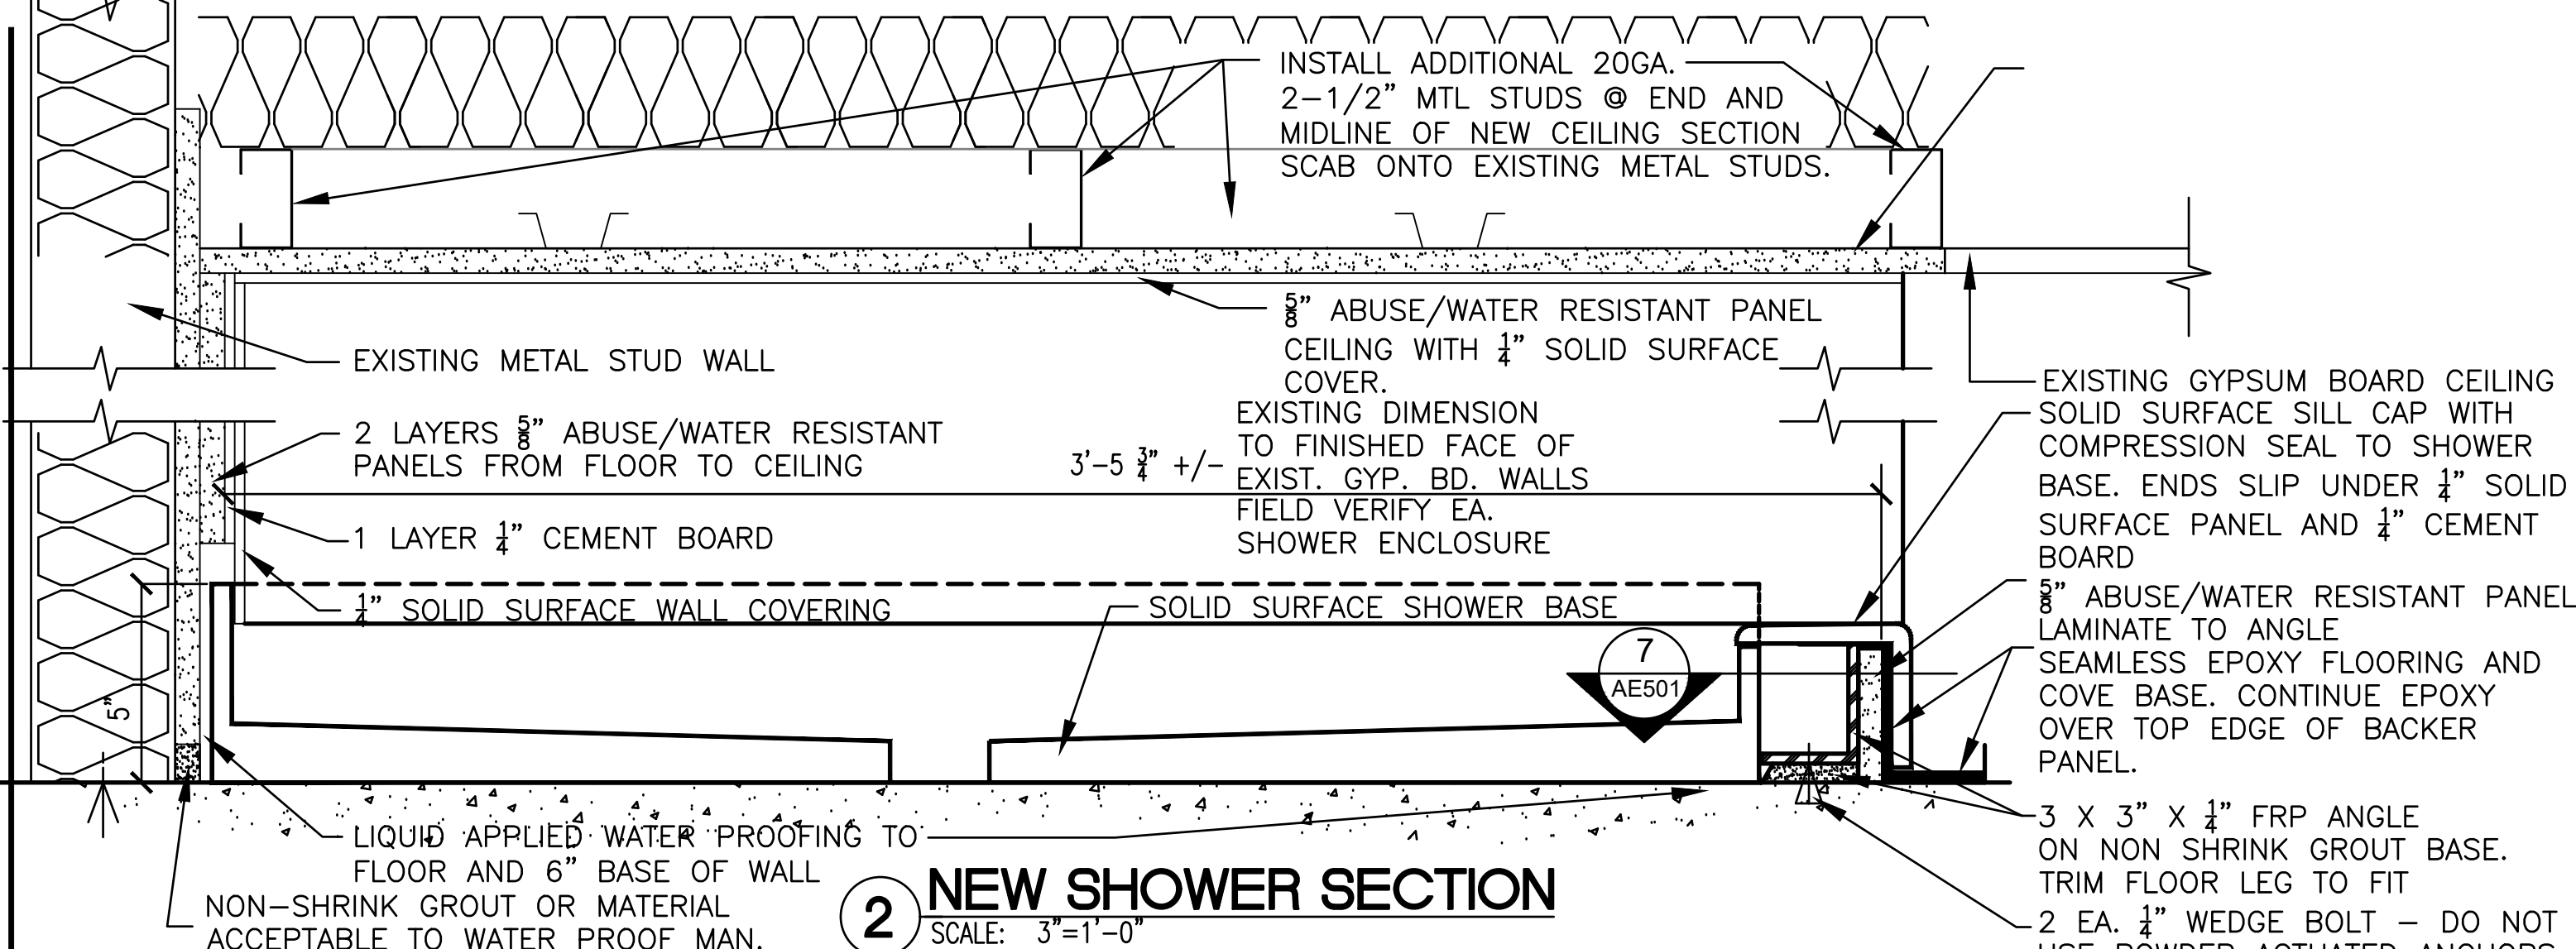 INSTALL ADDITIONAL 20GA.
2-1/2" MTL STUDS @ END AND
MIDLINE OF NEW CEILING SECTION
SCAB ONTO EXISTING METAL STUDS.
5/8" ABUSE/WATER RESISTANT PANEL
CEILING WITH 1/4" SOLID SURFACE
COVER.
EXISTING METAL STUD WALL
2 LAYERS 5/8" ABUSE/WATER RESISTANT
PANELS FROM FLOOR TO CEILING
3'-5 3/4" +/-
EXISTING DIMENSION
TO FINISHED FACE OF
EXIST. GYP. BD. WALLS
FIELD VERIFY EA.
SHOWER ENCLOSURE
1 LAYER 1/4" CEMENT BOARD
1/4" SOLID SURFACE WALL COVERING
SOLID SURFACE SHOWER BASE
7
AE501
5"
EXISTING GYPSUM BOARD CEILING
SOLID SURFACE SILL CAP WITH
COMPRESSION SEAL TO SHOWER
BASE. ENDS SLIP UNDER 1/4" SOLID
SURFACE PANEL AND 1/4" CEMENT
BOARD
5/8" ABUSE/WATER RESISTANT PANEL
LAMINATE TO ANGLE
SEAMLESS EPOXY FLOORING AND
COVE BASE. CONTINUE EPOXY
OVER TOP EDGE OF BACKER
PANEL.
3 X 3" X 1/4" FRP ANGLE
ON NON SHRINK GROUT BASE.
TRIM FLOOR LEG TO FIT
2 EA. 1/4" WEDGE BOLT - DO NOT
USE POWDER ACTUATED ANCHORS
LIQUID APPLIED WATER PROOFING TO
FLOOR AND 6" BASE OF WALL
NON-SHRINK GROUT OR MATERIAL
ACCEPTABLE TO WATER PROOF MAN.
2
NEW SHOWER SECTION
SCALE: 3"=1'-0"